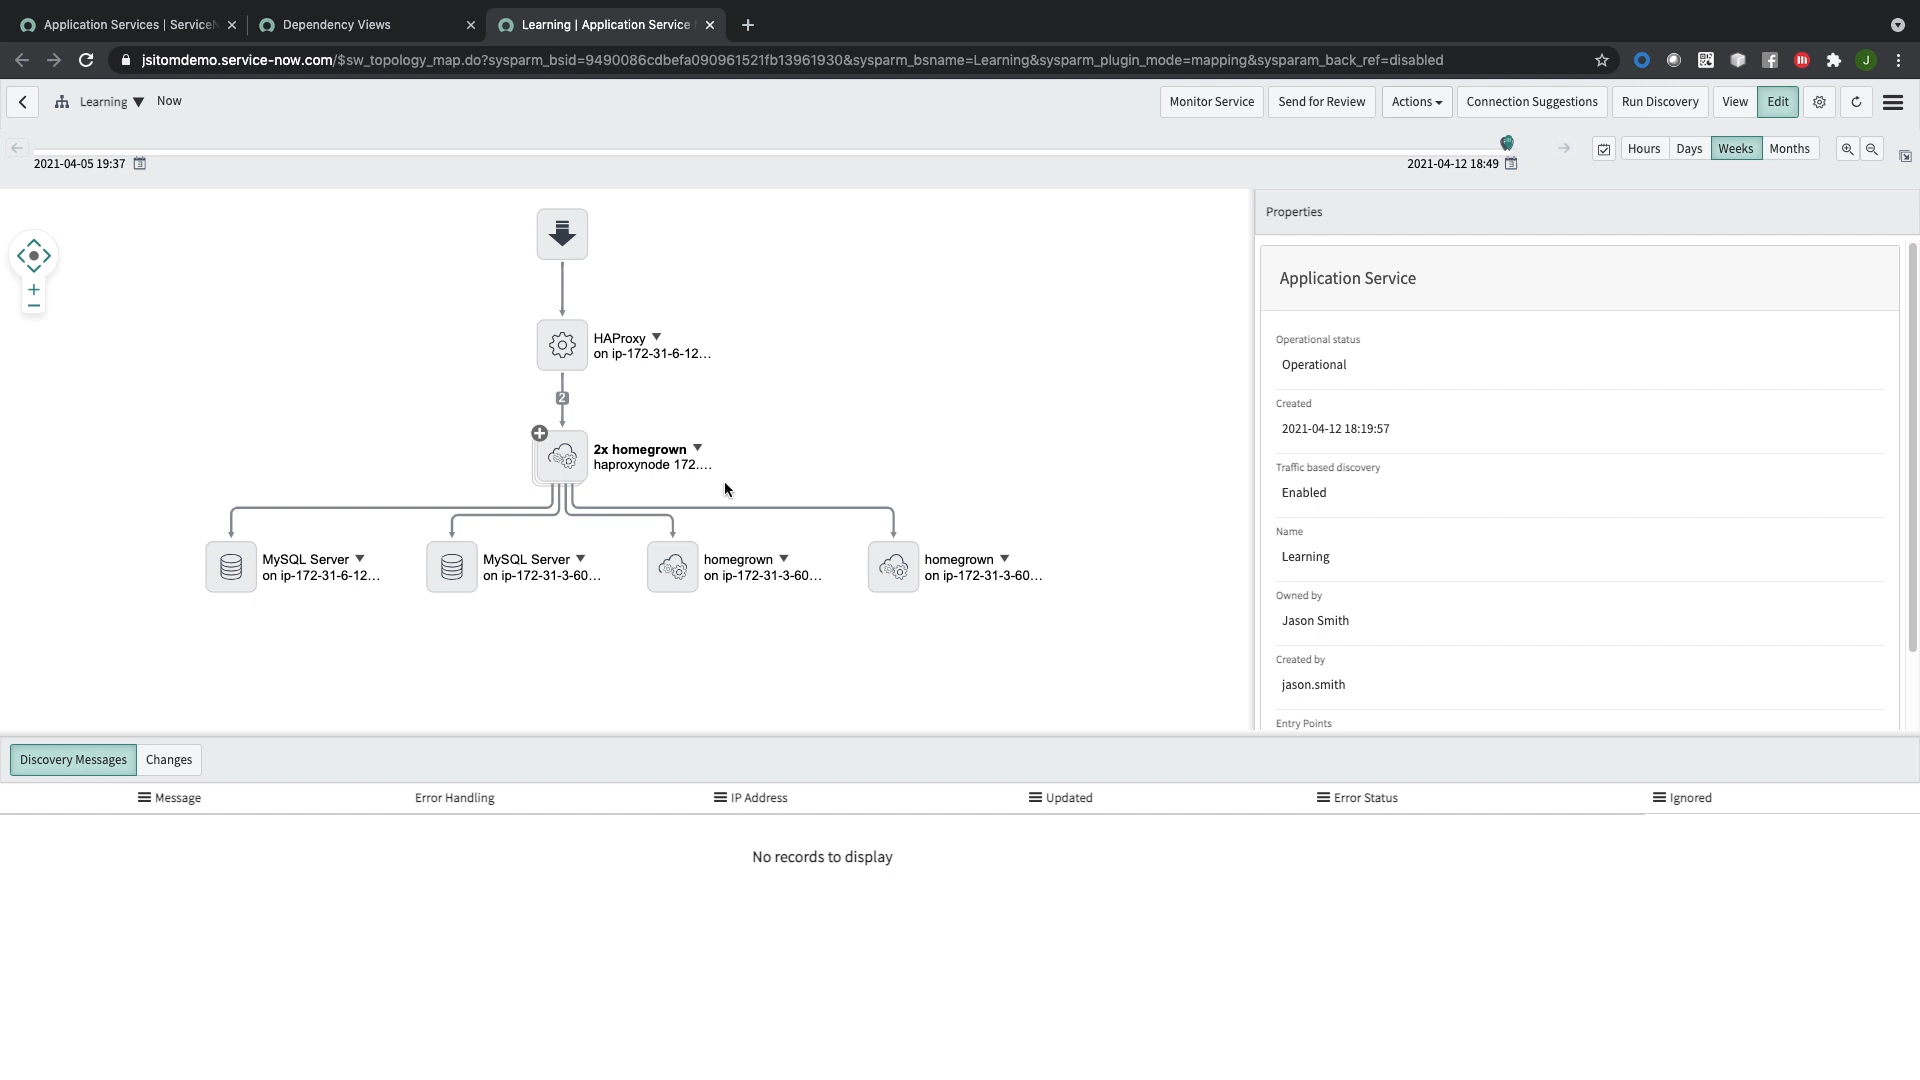 Application Services | ServiceN
Dependency Views
Learning | Application Service
jsitomdemo.service-now.com/$sw_topology_map.do?sysparm_bsid=9490086cdbefa090961521fb13961930&sysparm_bsname=Learning&sysparm_plugin_mode=mapping&sysparam_back_ref=disabled
J
Learning Now
Monitor Service
Send for Review
Actions
Connection Suggestions
Run Discovery
View
Edit
2021-04-05 19:37
2021-04-12 18:49
Hours
Days
Weeks
Months
HAProxy
on ip-172-31-6-12...
2
2x homegrown
haproxynode 172....
MySQL Server
on ip-172-31-6-12...
MySQL Server
on ip-172-31-3-60...
homegrown
on ip-172-31-3-60...
homegrown
on ip-172-31-3-60...
Properties
Application Service
Operational status
Operational
Created
2021-04-12 18:19:57
Traffic based discovery
Enabled
Name
Learning
Owned by
Jason Smith
Created by
jason.smith
Entry Points
Discovery Messages
Changes
Message
Error Handling
IP Address
Updated
Error Status
Ignored
No records to display